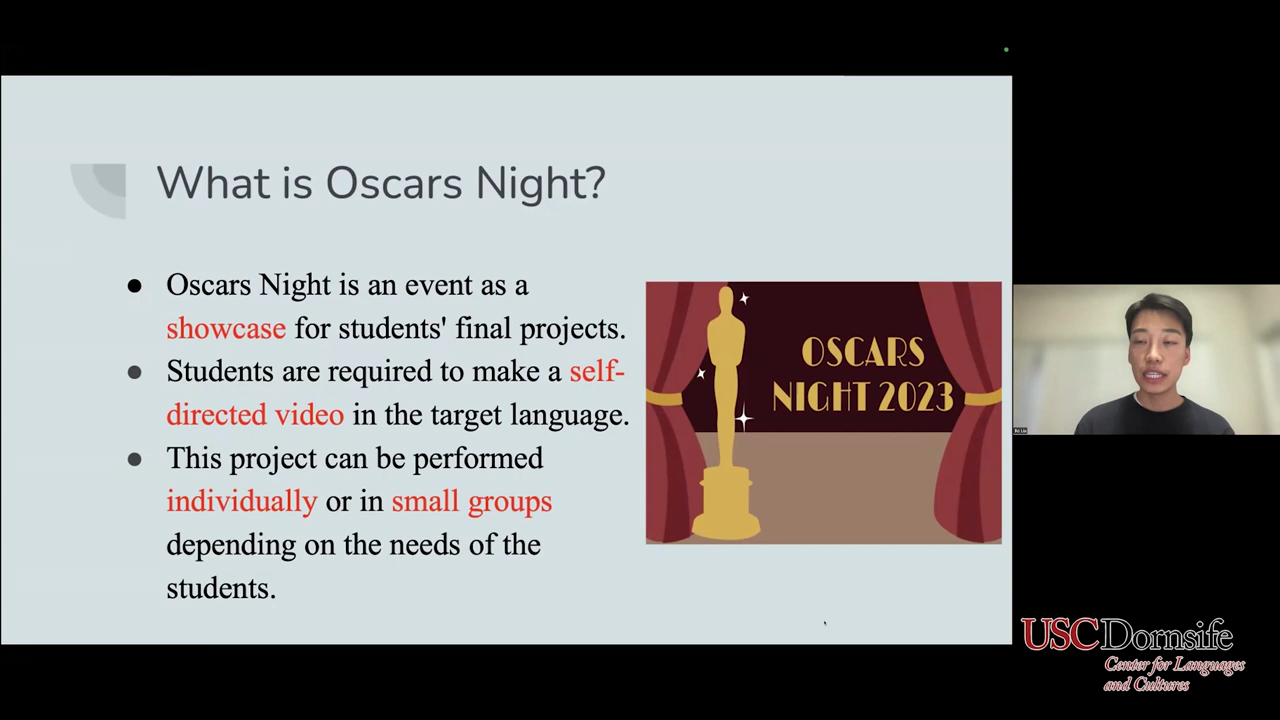 What is Oscars Night?
● Oscars Night is an event as a
showcase for students' final projects.
● Students are required to make a self-
directed video in the target language.
● This project can be performed
individually or in small groups
depending on the needs of the
students.
OSCARS
NIGHT 2023
USC Dornsife
Center for Languages
and Cultures